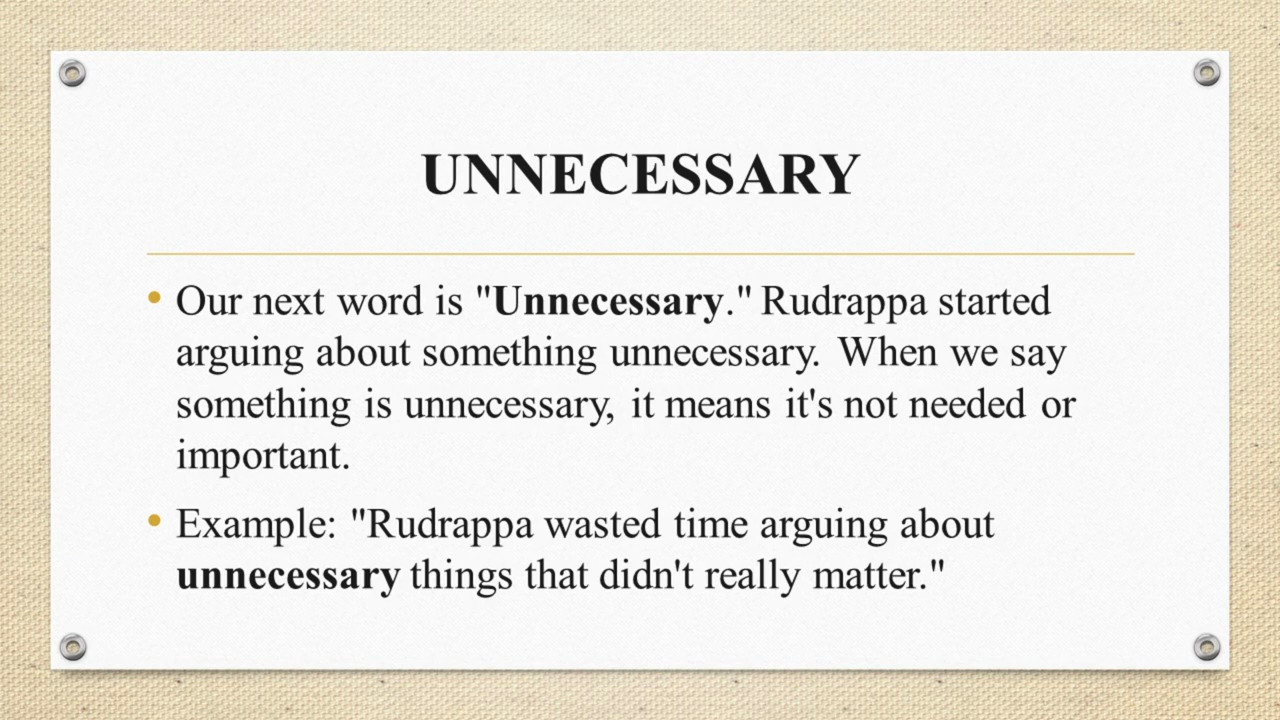 UNNECESSARY
• Our next word is "Unnecessary." Rudrappa started
arguing about something unnecessary. When we say
something is unnecessary, it means it's not needed or
important.
• Example: "Rudrappa wasted time arguing about
unnecessary things that didn't really matter."